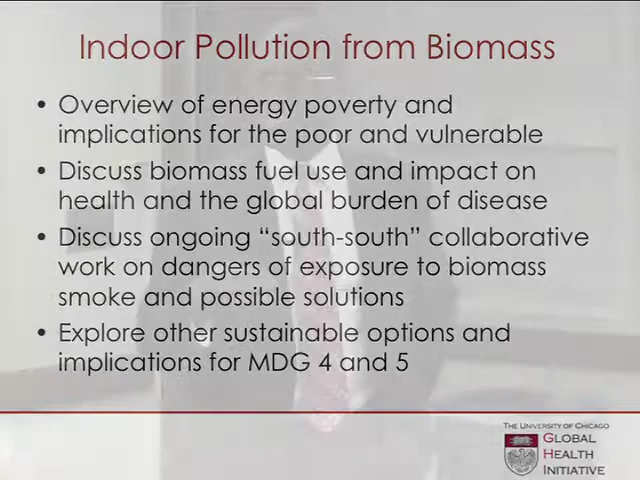 Indoor Pollution from Biomass
• Overview of energy poverty and
implications for the poor and vulnerable
• Discuss biomass fuel use and impact on
health and the global burden of disease
• Discuss ongoing “south-south” collaborative
work on dangers of exposure to biomass
smoke and possible solutions
• Explore other sustainable options and
implications for MDG 4 and 5
THE UNIVERSITY OF CHICAGO
GLOBAL
HEALTH
INITIATIVE